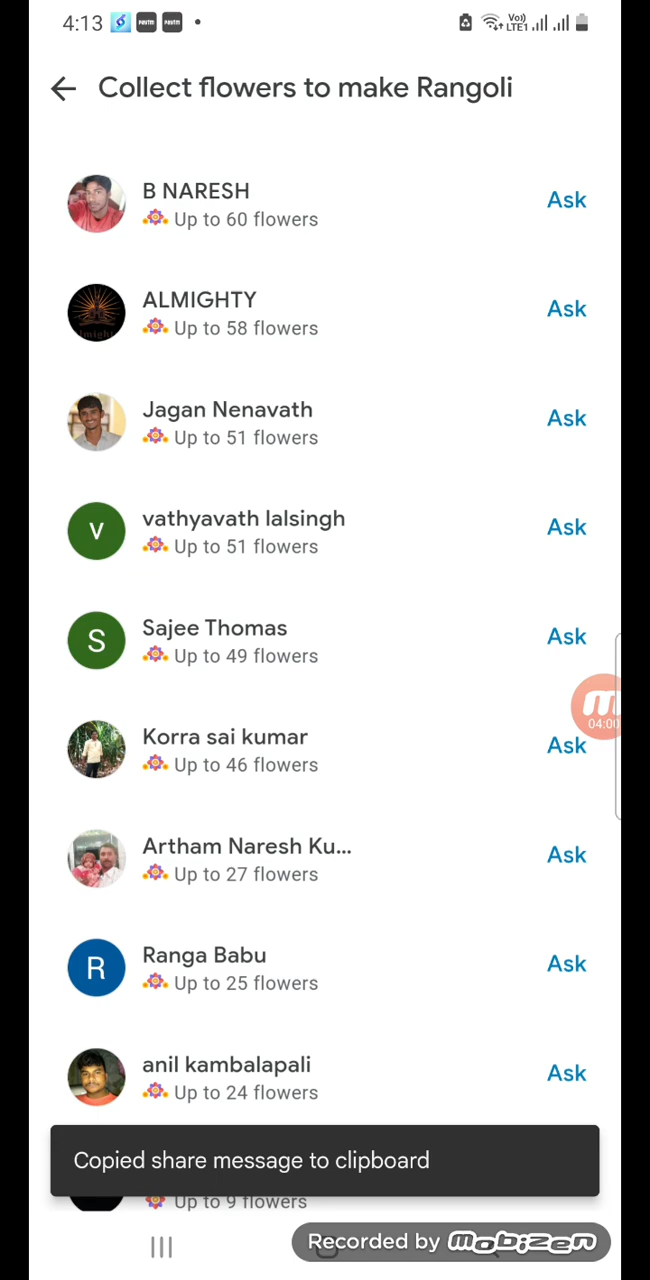 4:13
Vo)
LTE1
Collect flowers to make Rangoli
B NARESH
Up to 60 flowers
Ask
ALMIGHTY
Up to 58 flowers
Ask
Jagan Nenavath
Up to 51 flowers
Ask
V
vathyavath lalsingh
Up to 51 flowers
Ask
S
Sajee Thomas
Up to 49 flowers
Ask
04:00
Korra sai kumar
Up to 46 flowers
Ask
Artham Naresh Ku...
Up to 27 flowers
Ask
R
Ranga Babu
Up to 25 flowers
Ask
anil kambalapali
Up to 24 flowers
Ask
Copied share message to clipboard
Up to 9 flowers
Recorded by mobizen